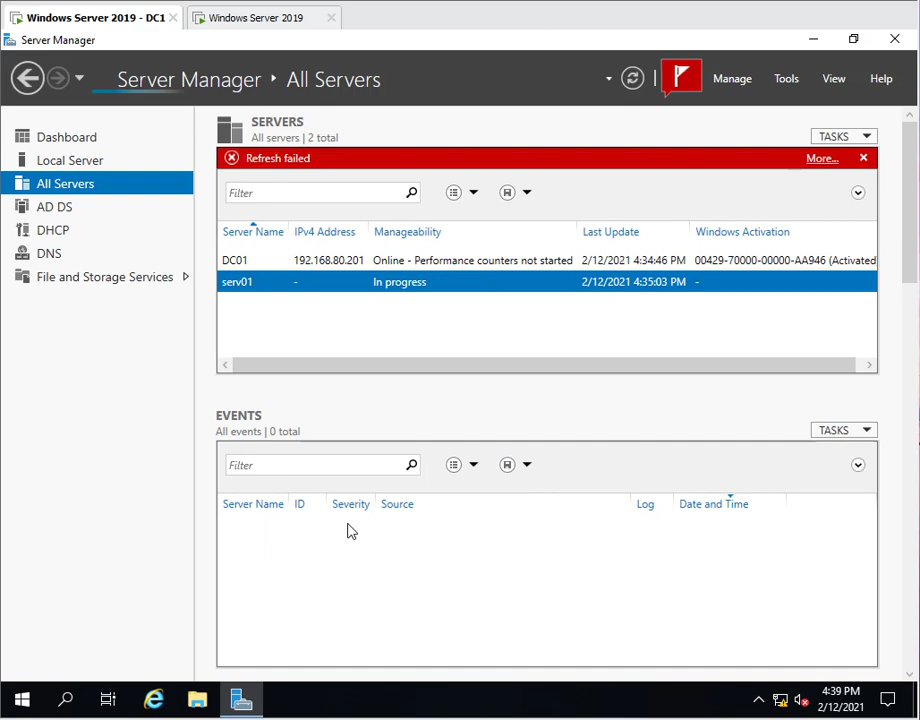 Windows Server 2019 - DC1
Windows Server 2019
Server Manager
Server Manager
All Servers
Manage
Tools
View
Help
Dashboard
Local Server
All Servers
AD DS
DHCP
DNS
File and Storage Services
SERVERS
All servers | 2 total
TASKS
Refresh failed
More...
Filter
Server Name IPv4 Address Manageability Last Update Windows Activation
DC01 192.168.80.201 Online - Performance counters not started 2/12/2021 4:34:46 PM 00429-70000-00000-AA946 (Activated
serv01 - In progress 2/12/2021 4:35:03 PM -
EVENTS
All events | 0 total
TASKS
Filter
Server Name ID Severity Source Log Date and Time
4:39 PM
2/12/2021